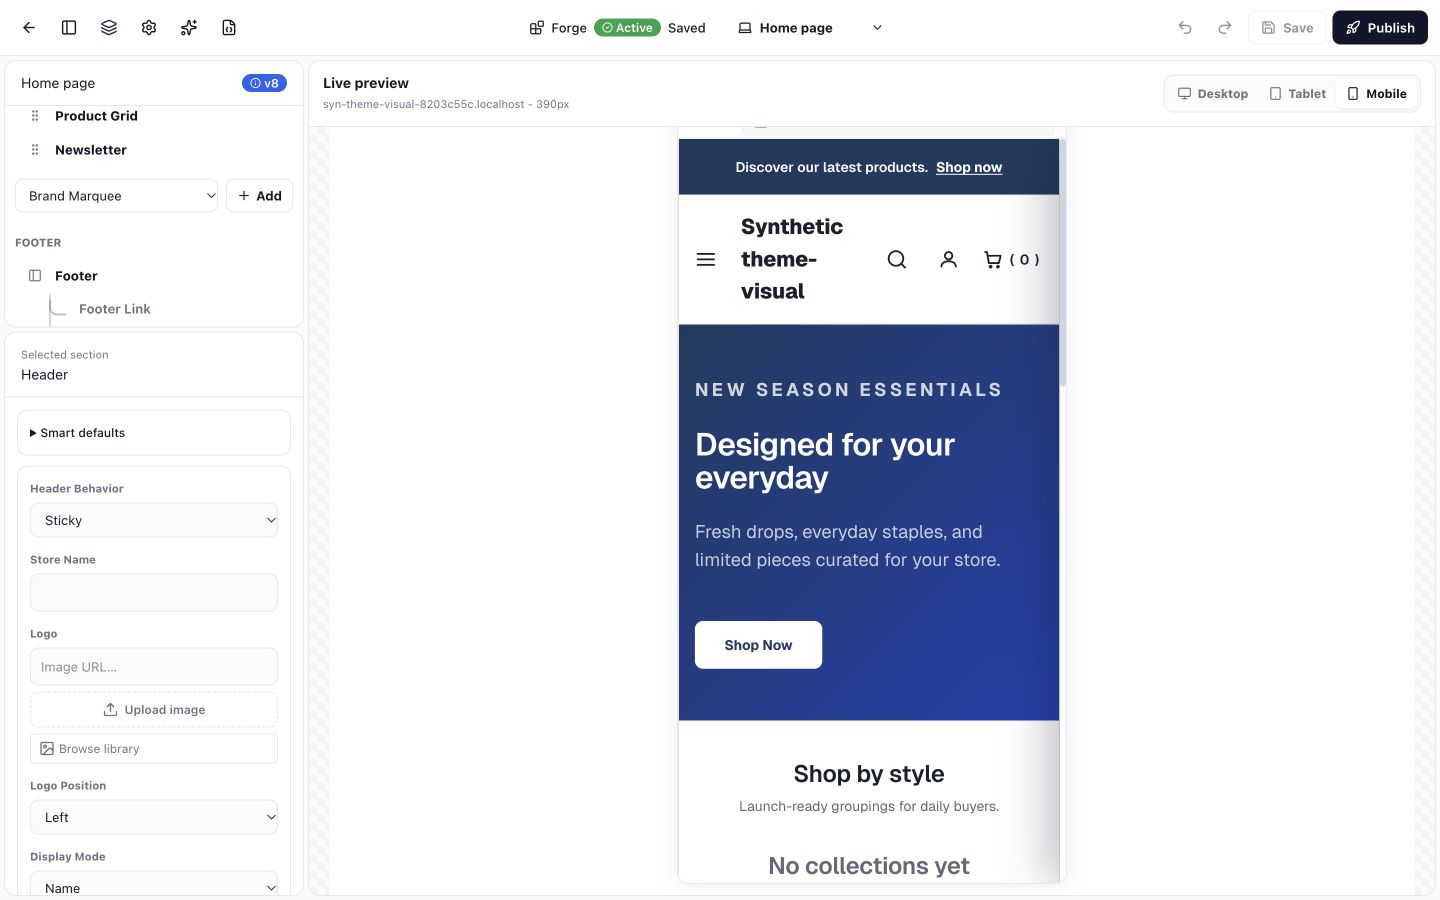 Forge
Active
Saved
Home page
Save
Publish
Home page
v8
Product Grid
Newsletter
Brand Marquee
Add
FOOTER
Footer
Footer Link
Selected section
Header
Smart defaults
Header Behavior
Sticky
Store Name
Logo
Image URL...
Upload image
Browse library
Logo Position
Left
Display Mode
Name
Live preview
syn-theme-visual-8203c55c.localhost - 390px
Desktop
Tablet
Mobile
Discover our latest products. Shop now
Synthetic
theme-
visual
( 0 )
NEW SEASON ESSENTIALS
Designed for your
everyday
Fresh drops, everyday staples, and
limited pieces curated for your store.
Shop Now
Shop by style
Launch-ready groupings for daily buyers.
No collections yet